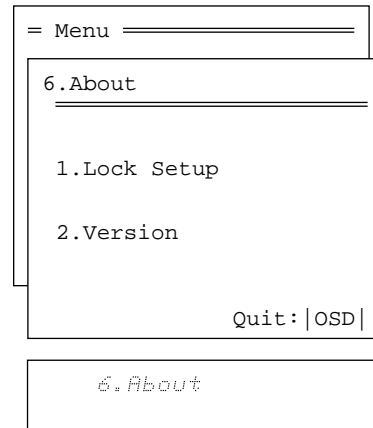 = Menu
6.About
1.Lock Setup
2.Version
Quit:|OSD|
6.About